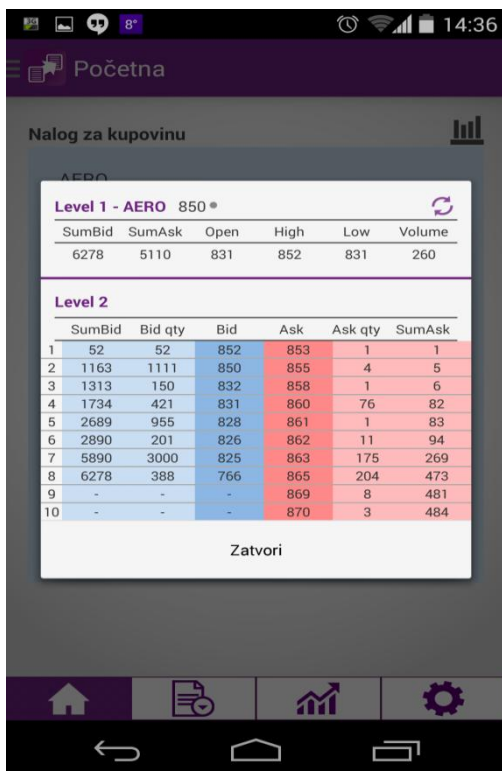 8° 14:36
Početna
Nalog za kupovinu
AERO
Level 1 - AERO 850
SumBid SumAsk Open High Low Volume
6278 5110 831 852 831 260
Level 2
SumBid Bid qty Bid Ask Ask qty SumAsk
1 52 52 852 853 1 1
2 1163 1111 850 855 4 5
3 1313 150 832 858 1 6
4 1734 421 831 860 76 82
5 2689 955 828 861 1 83
6 2890 201 826 862 11 94
7 5890 3000 825 863 175 269
8 6278 388 766 865 204 473
9 - - - 869 8 481
10 - - - 870 3 484
Zatvori